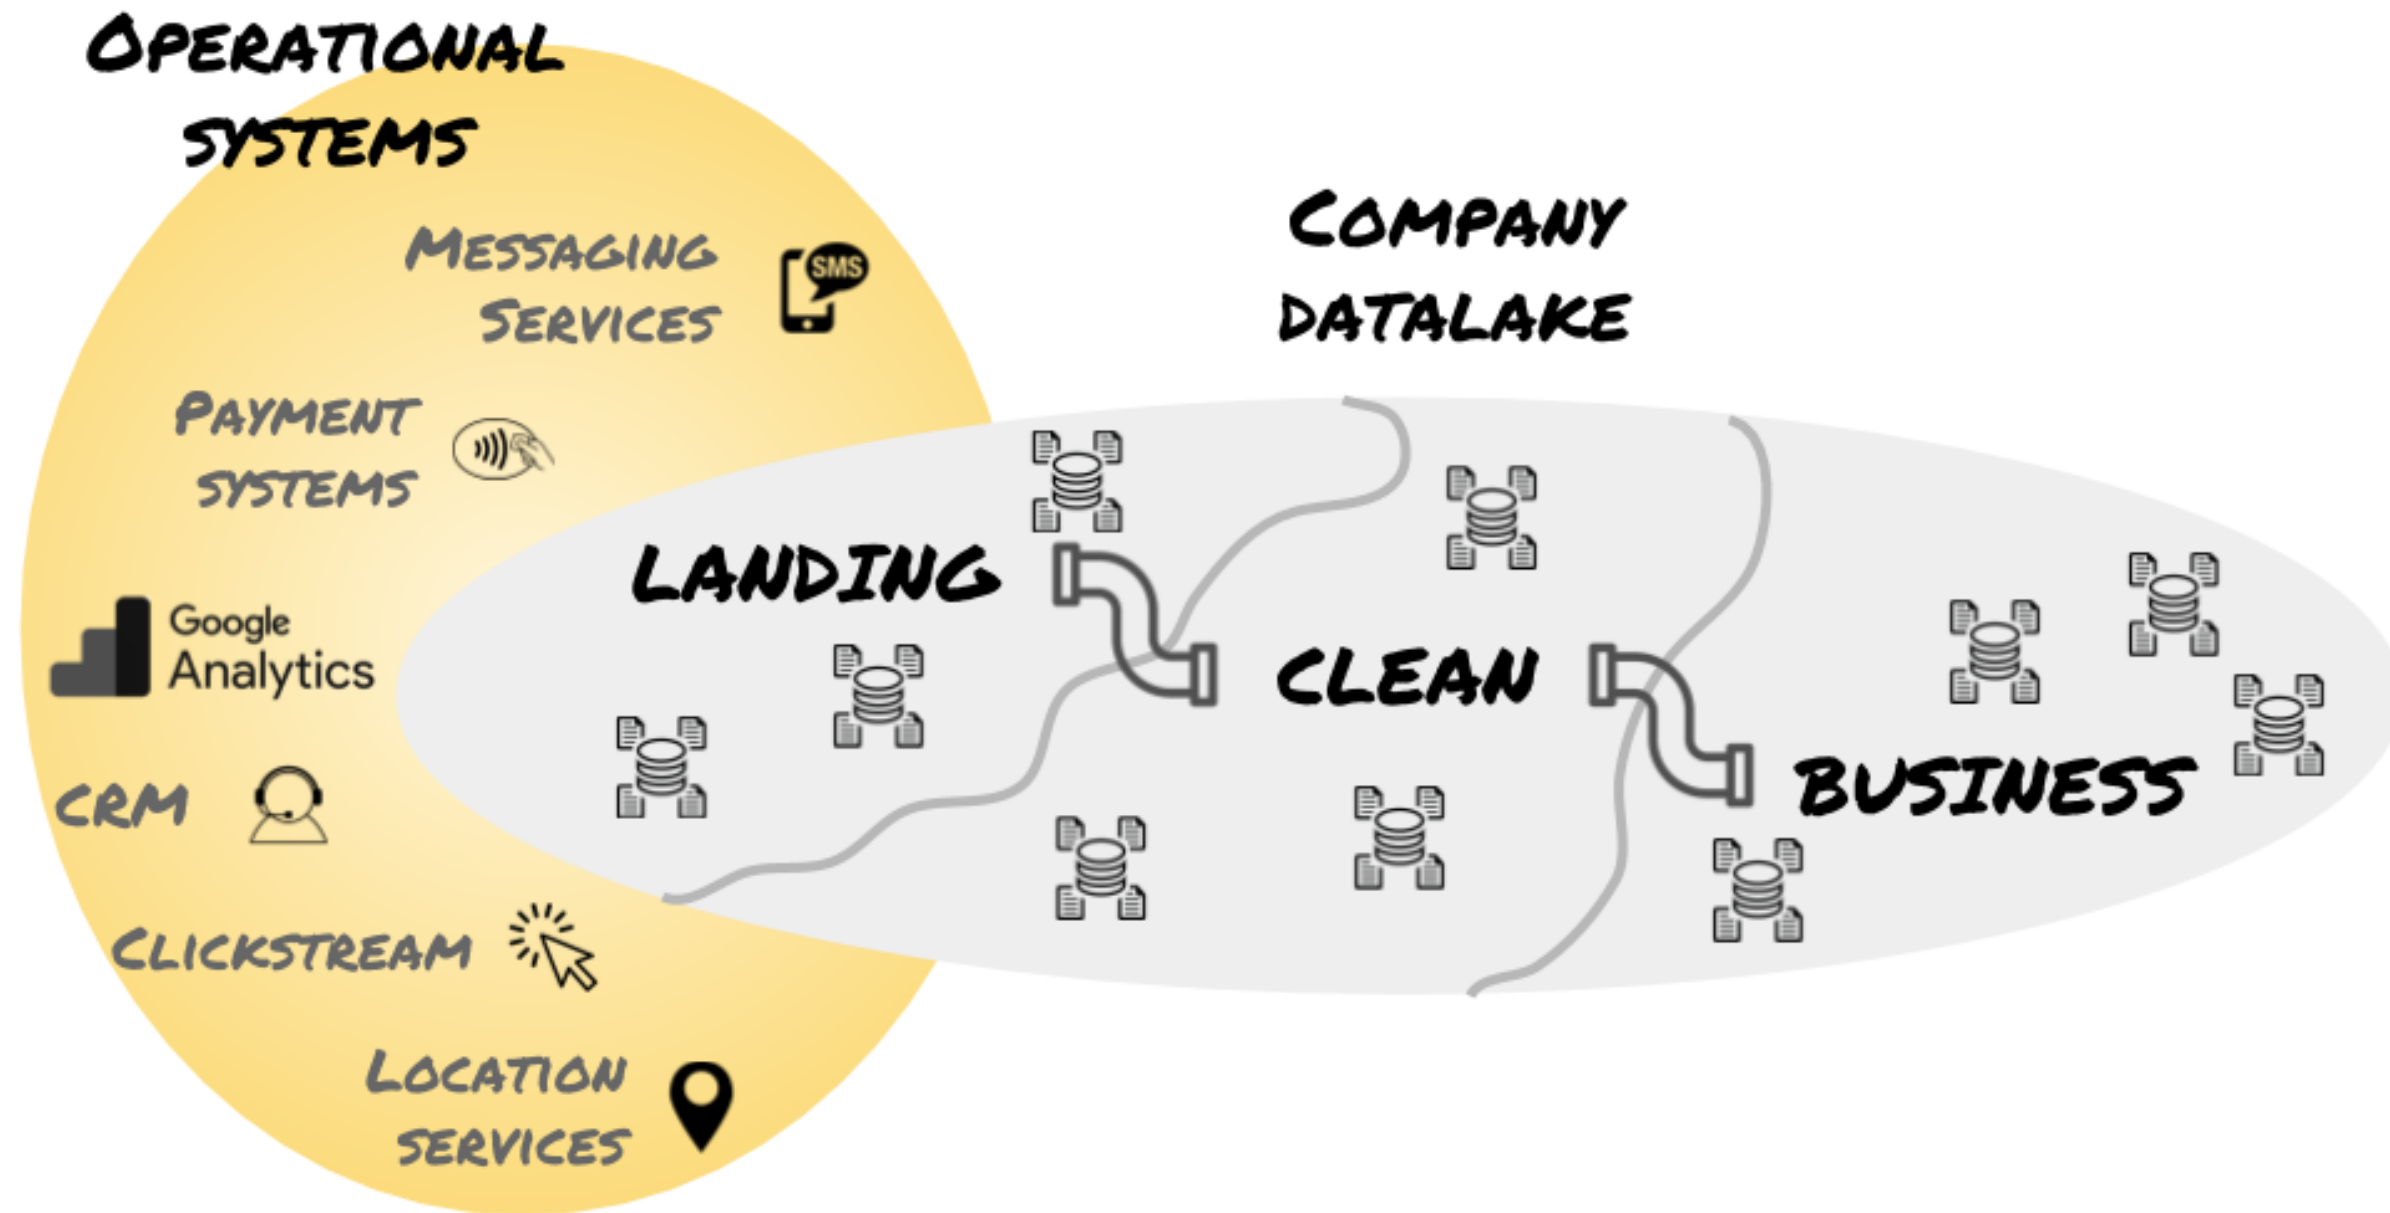 OPERATIONAL
SYSTEMS
MESSAGING
SERVICES
SMS
PAYMENT
SYSTEMS
Google
Analytics
CRM
CLICKSTREAM
LOCATION
SERVICES
COMPANY
DATALAKE
LANDING
CLEAN
BUSINESS